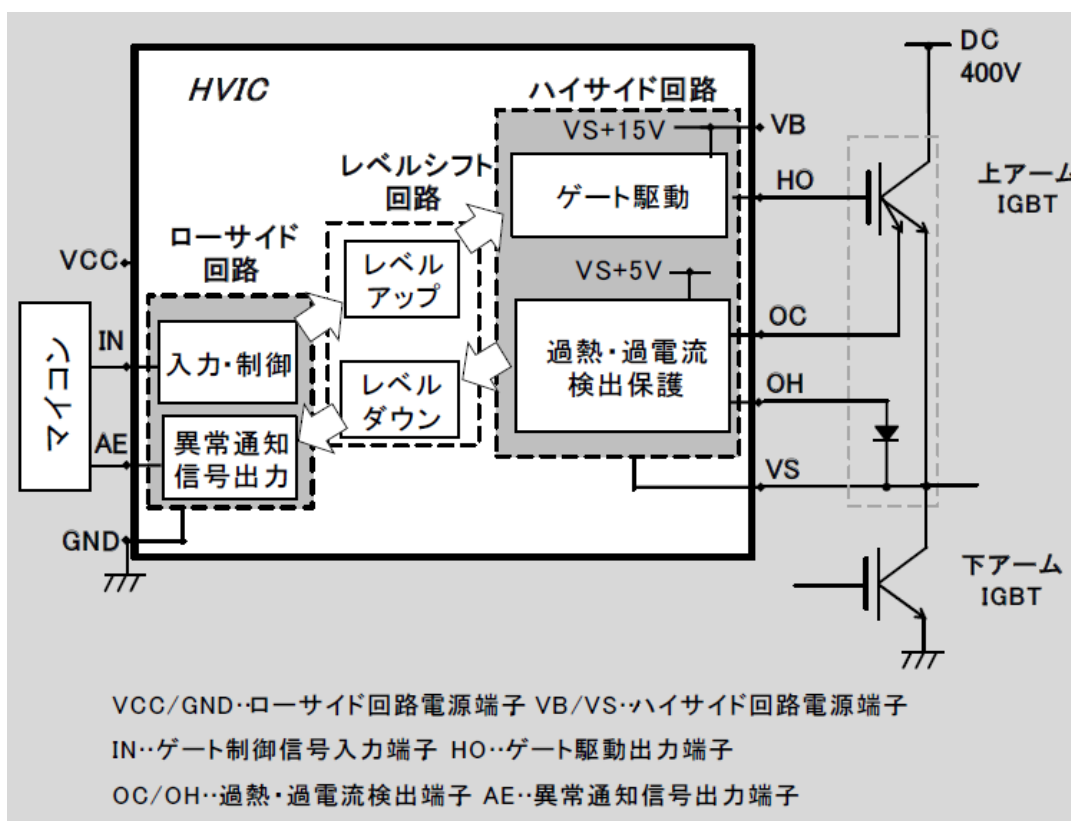 HVIC
ハイサイド回路
DC
400V
VS+15V
VB
レベルシフト
回路
ゲート駆動
HO
上アーム
IGBT
ローサイド
回路
VCC
レベル
アップ
VS+5V
マイコン
IN
入力・制御
過熱・過電流
検出保護
OC
OH
レベル
ダウン
AE
異常通知
信号出力
VS
GND
下アーム
IGBT
VCC/GND‥ローサイド回路電源端子 VB/VS‥ハイサイド回路電源端子
IN‥ゲート制御信号入力端子 HO‥ゲート駆動出力端子
OC/OH‥過熱・過電流検出端子 AE‥異常通知信号出力端子